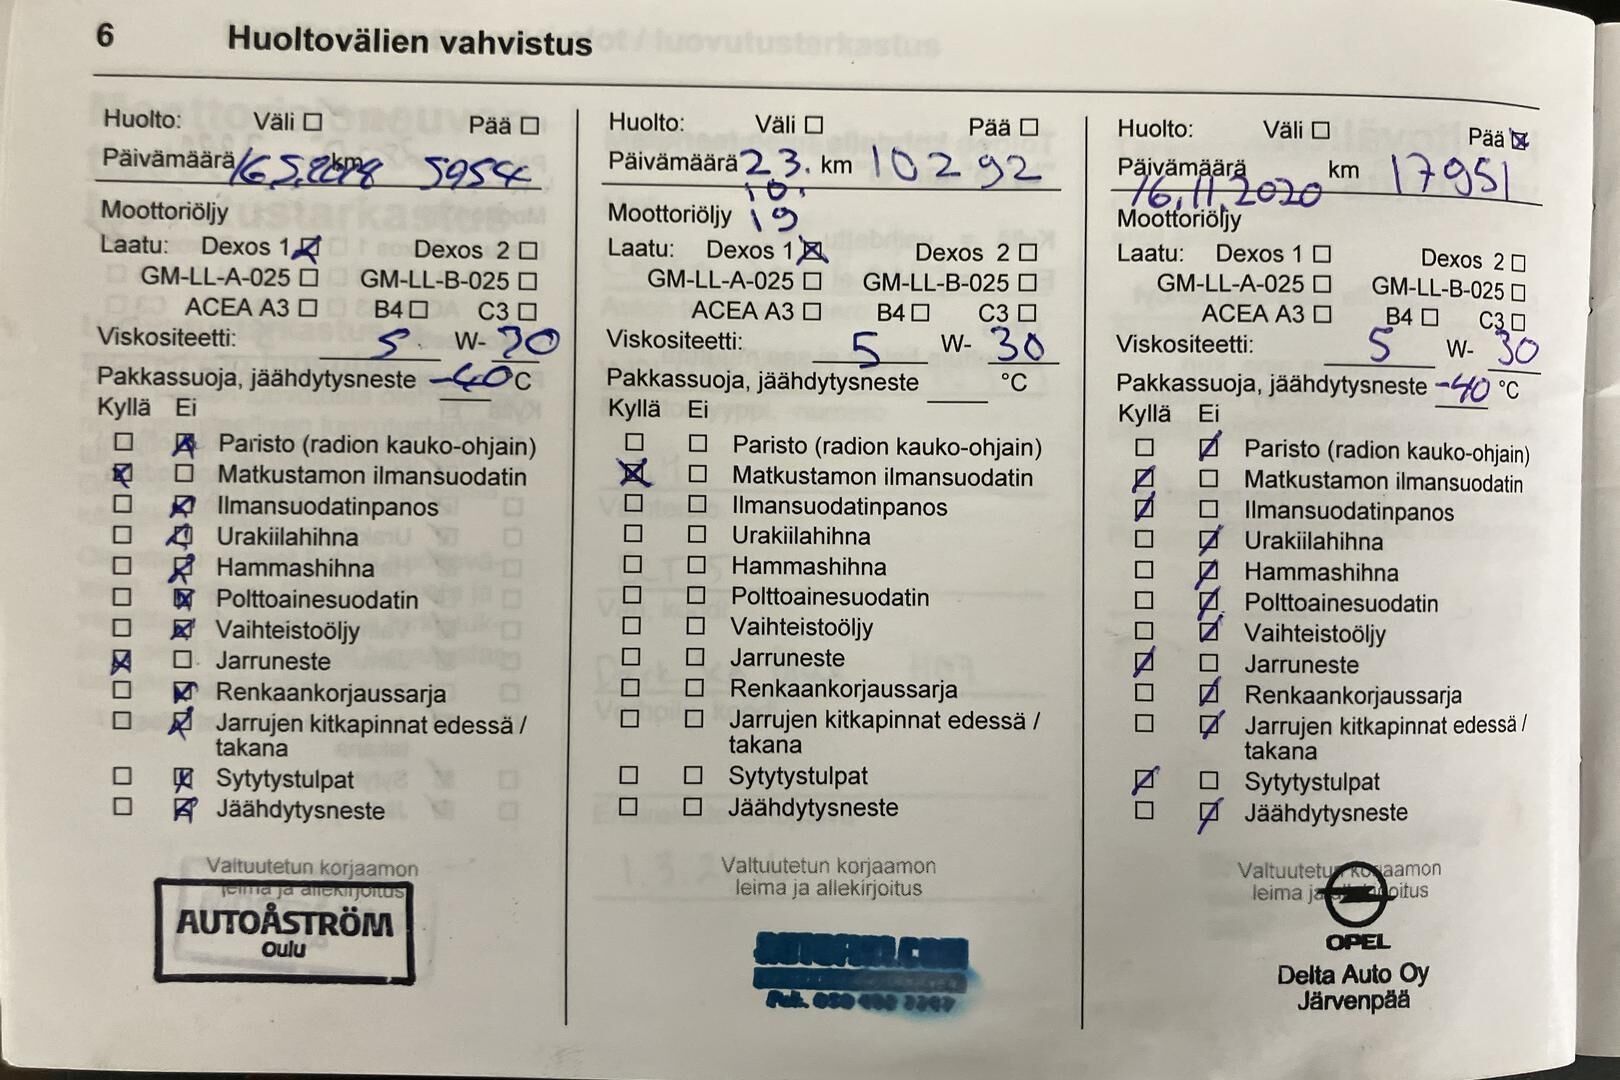 6 Huoltovälien vahvistus
Huolto: Väli ☐ Pää ☐
Päivämäärä 16.5.2018 km 5954
Moottoriöljy
Laatu: Dexos 1 ☒ Dexos 2 ☐
GM-LL-A-025 ☐ GM-LL-B-025 ☐
ACEA A3 ☐ B4 ☐ C3 ☐
Viskositeetti: 5 W- 30
Pakkassuoja, jäähdytysneste -40 °C
Kyllä Ei
☐ ☒ Paristo (radion kauko-ohjain)
☒ ☐ Matkustamon ilmansuodatin
☐ ☒ Ilmansuodatinpanos
☐ ☒ Urakiilahihna
☐ ☒ Hammashihna
☐ ☒ Polttoainesuodatin
☐ ☒ Vaihteistoöljy
☒ ☐ Jarruneste
☐ ☒ Renkaankorjaussarja
☐ ☒ Jarrujen kitkapinnat edessä /
takana
☐ ☒ Sytytystulpat
☐ ☒ Jäähdytysneste
Valtuutetun korjaamon
leima ja allekirjoitus
AUTOÅSTRÖM
Oulu
Huolto: Väli ☐ Pää ☐
Päivämäärä 23. km 10292
10.
Moottoriöljy 19
Laatu: Dexos 1 ☒ Dexos 2 ☐
GM-LL-A-025 ☐ GM-LL-B-025 ☐
ACEA A3 ☐ B4 ☐ C3 ☐
Viskositeetti: 5 W- 30
Pakkassuoja, jäähdytysneste °C
Kyllä Ei
☐ ☐ Paristo (radion kauko-ohjain)
☒ ☐ Matkustamon ilmansuodatin
☐ ☐ Ilmansuodatinpanos
☐ ☐ Urakiilahihna
☐ ☐ Hammashihna
☐ ☐ Polttoainesuodatin
☐ ☐ Vaihteistoöljy
☐ ☐ Jarruneste
☐ ☐ Renkaankorjaussarja
☐ ☐ Jarrujen kitkapinnat edessä /
takana
☐ ☐ Sytytystulpat
☐ ☐ Jäähdytysneste
Valtuutetun korjaamon
leima ja allekirjoitus
Puh.
Huolto: Väli ☐ Pää ☒
Päivämäärä km 17951
16.11.2020
Moottoriöljy
Laatu: Dexos 1 ☐ Dexos 2 ☐
GM-LL-A-025 ☐ GM-LL-B-025 ☐
ACEA A3 ☐ B4 ☐ C3 ☐
Viskositeetti: 5 W- 30
Pakkassuoja, jäähdytysneste -40 °C
Kyllä Ei
☐ ☒ Paristo (radion kauko-ohjain)
☒ ☐ Matkustamon ilmansuodatin
☒ ☐ Ilmansuodatinpanos
☐ ☒ Urakiilahihna
☐ ☒ Hammashihna
☐ ☒ Polttoainesuodatin
☐ ☒ Vaihteistoöljy
☒ ☐ Jarruneste
☐ ☒ Renkaankorjaussarja
☐ ☒ Jarrujen kitkapinnat edessä /
takana
☒ ☐ Sytytystulpat
☐ ☒ Jäähdytysneste
Valtuutetun korjaamon
leima ja allekirjoitus
OPEL
Delta Auto Oy
Järvenpää